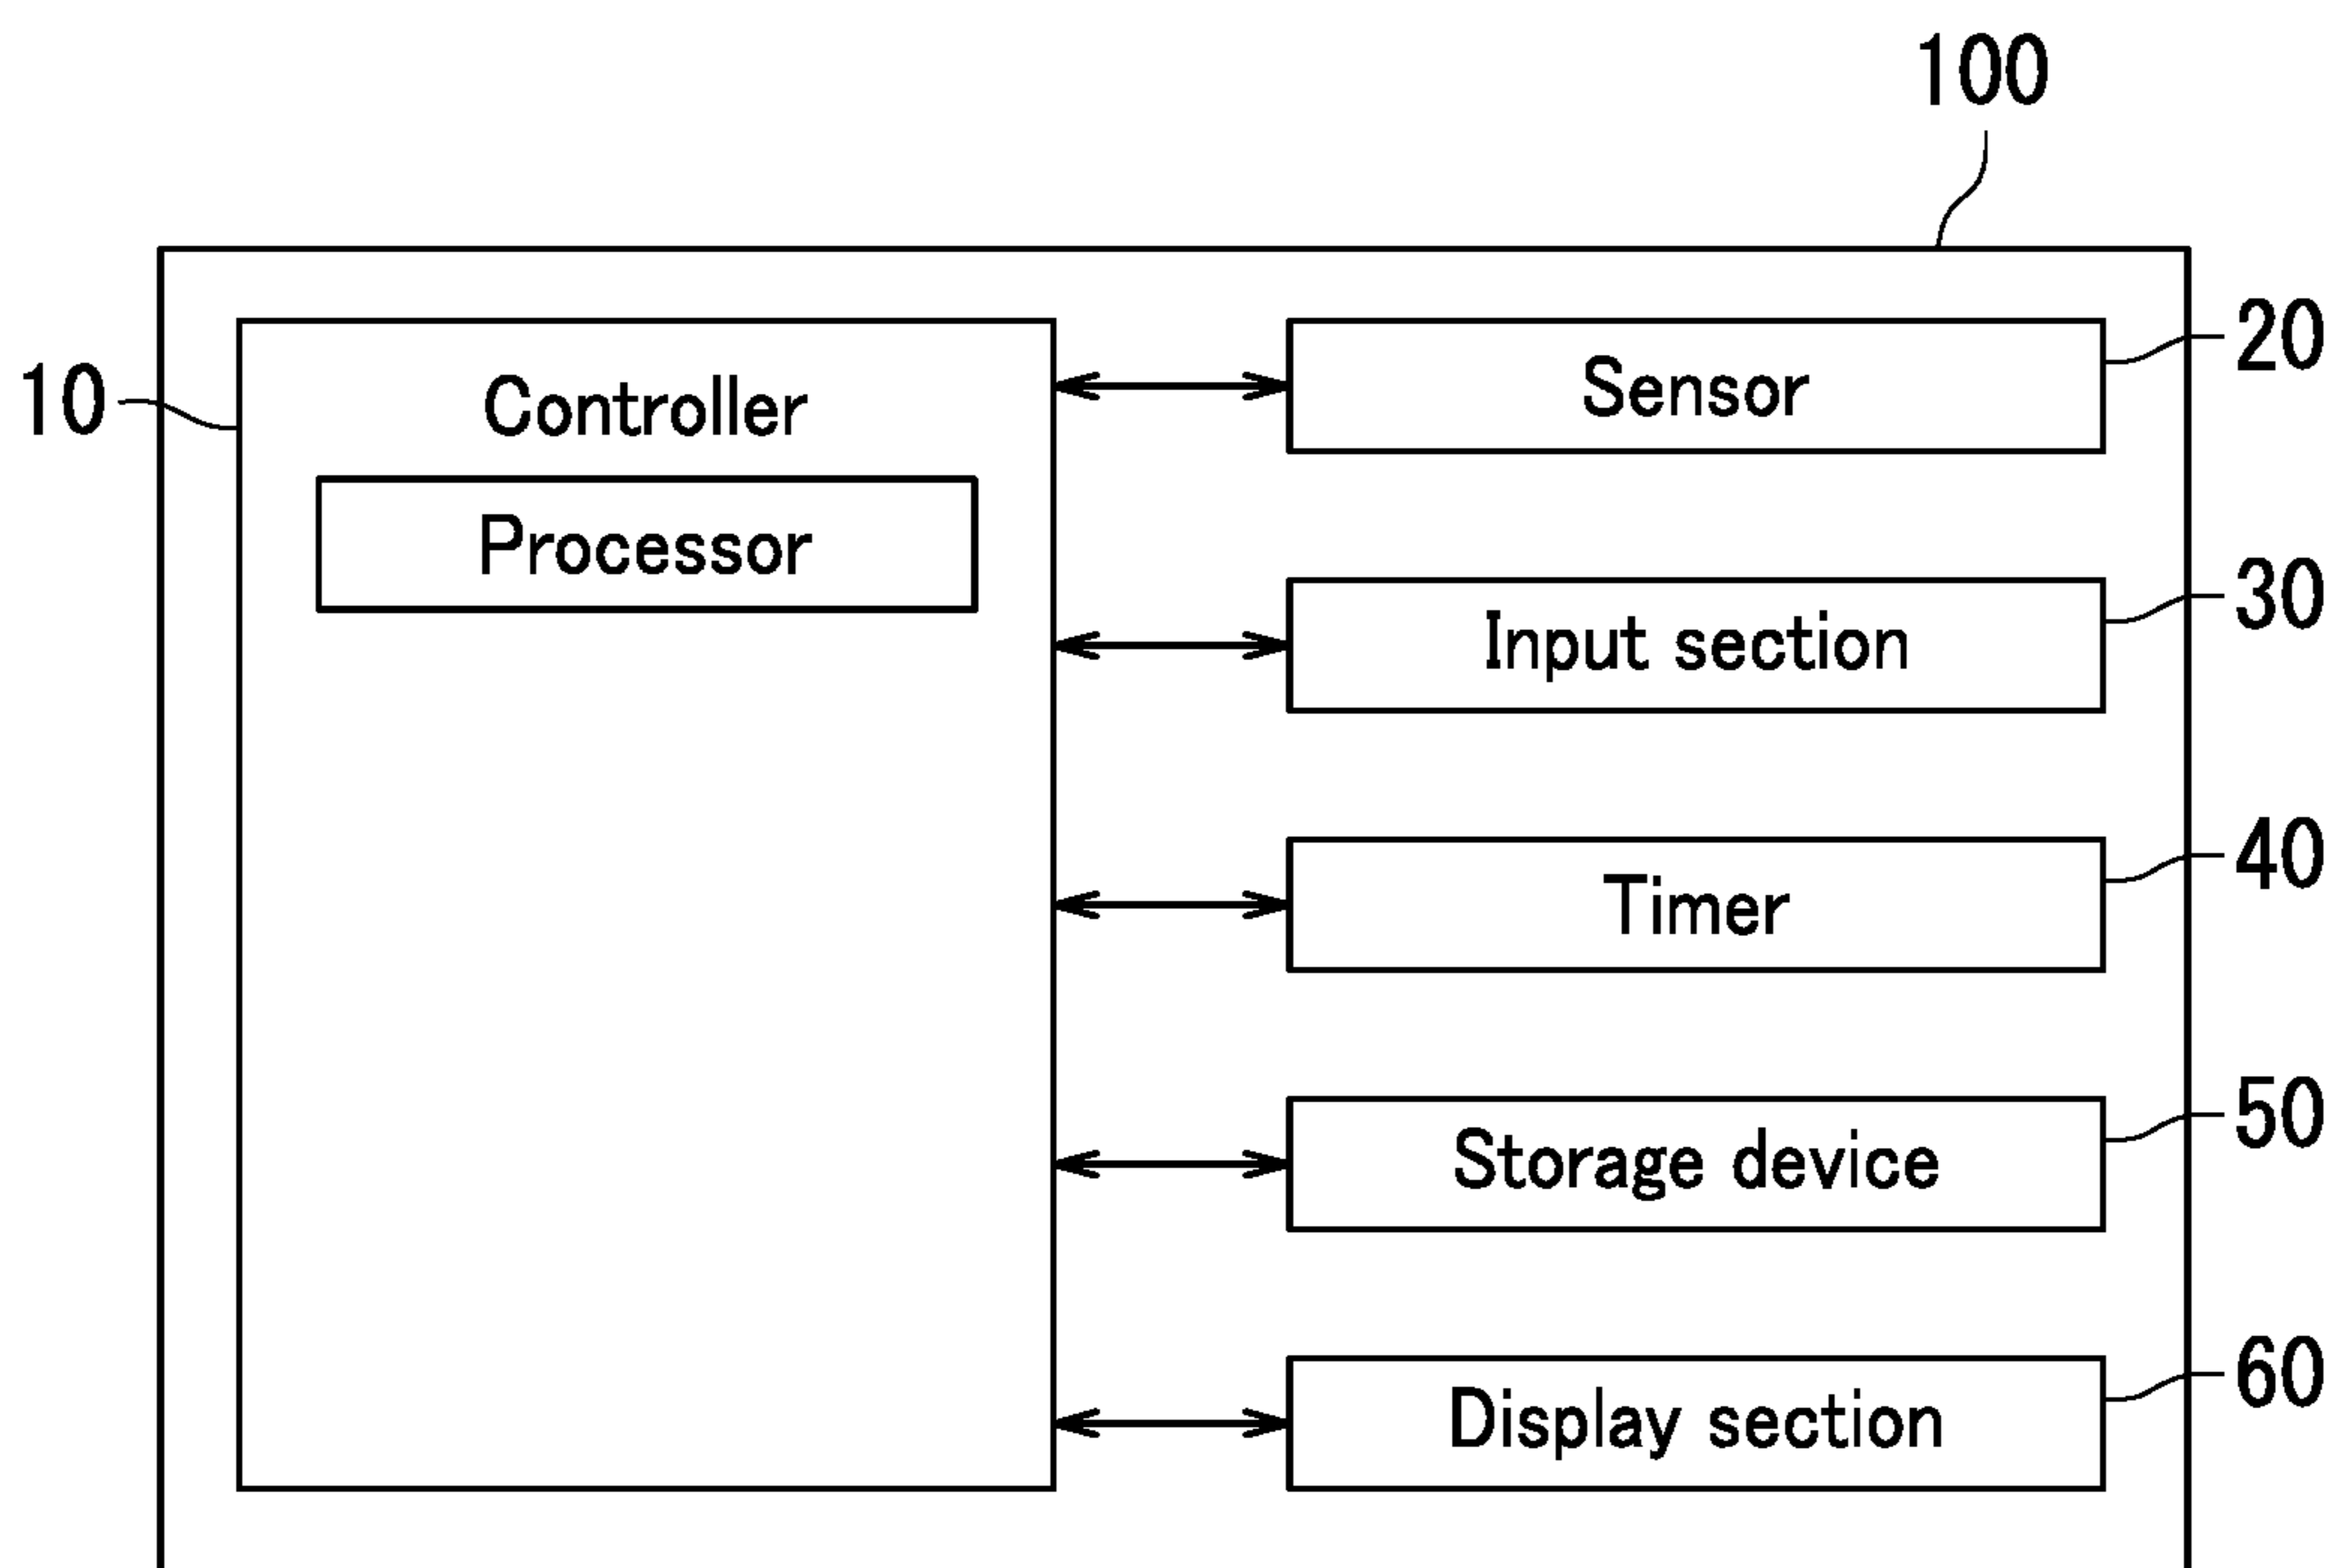 100
10
Controller
Processor
Sensor
20
Input section
30
Timer
40
Storage device
50
Display section
60